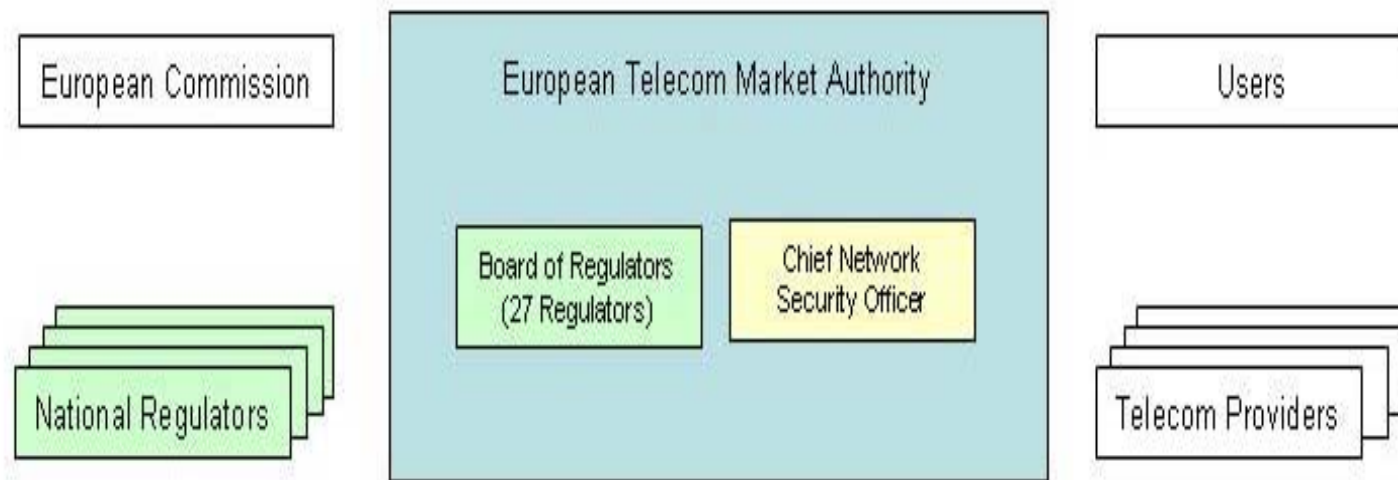 European Commission
European Telecom Market Authority
Users
Board of Regulators
(27 Regulators)
Chief Network
Security Officer
National Regulators
Telecom Providers